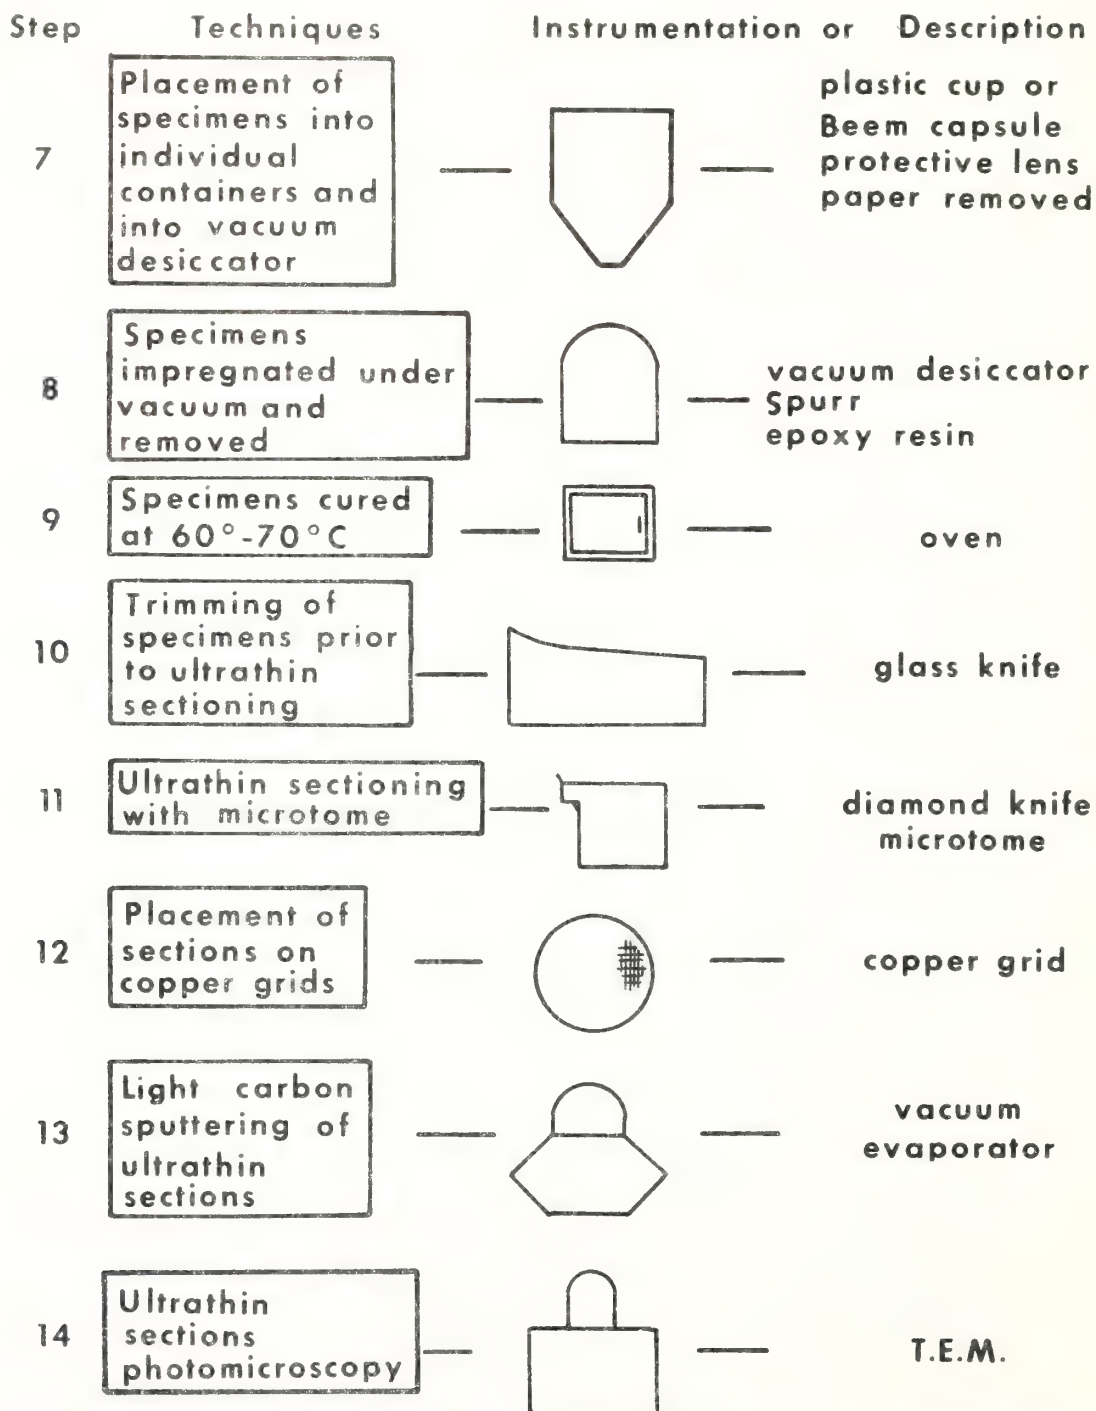 Step Techniques Instrumentation or Description
7
Placement of
specimens into
individual
containers and
into vacuum
desiccator
plastic cup or
Beem capsule
protective lens
paper removed
8
Specimens
impregnated under
vacuum and
removed
vacuum desiccator
Spurr
epoxy resin
9
Specimens cured
at 60°-70°C
oven
10
Trimming of
specimens prior
to ultrathin
sectioning
glass knife
11
Ultrathin sectioning
with microtome
diamond knife
microtome
12
Placement of
sections on
copper grids
copper grid
13
Light carbon
sputtering of
ultrathin
sections
vacuum
evaporator
14
Ultrathin
sections
photomicroscopy
T.E.M.